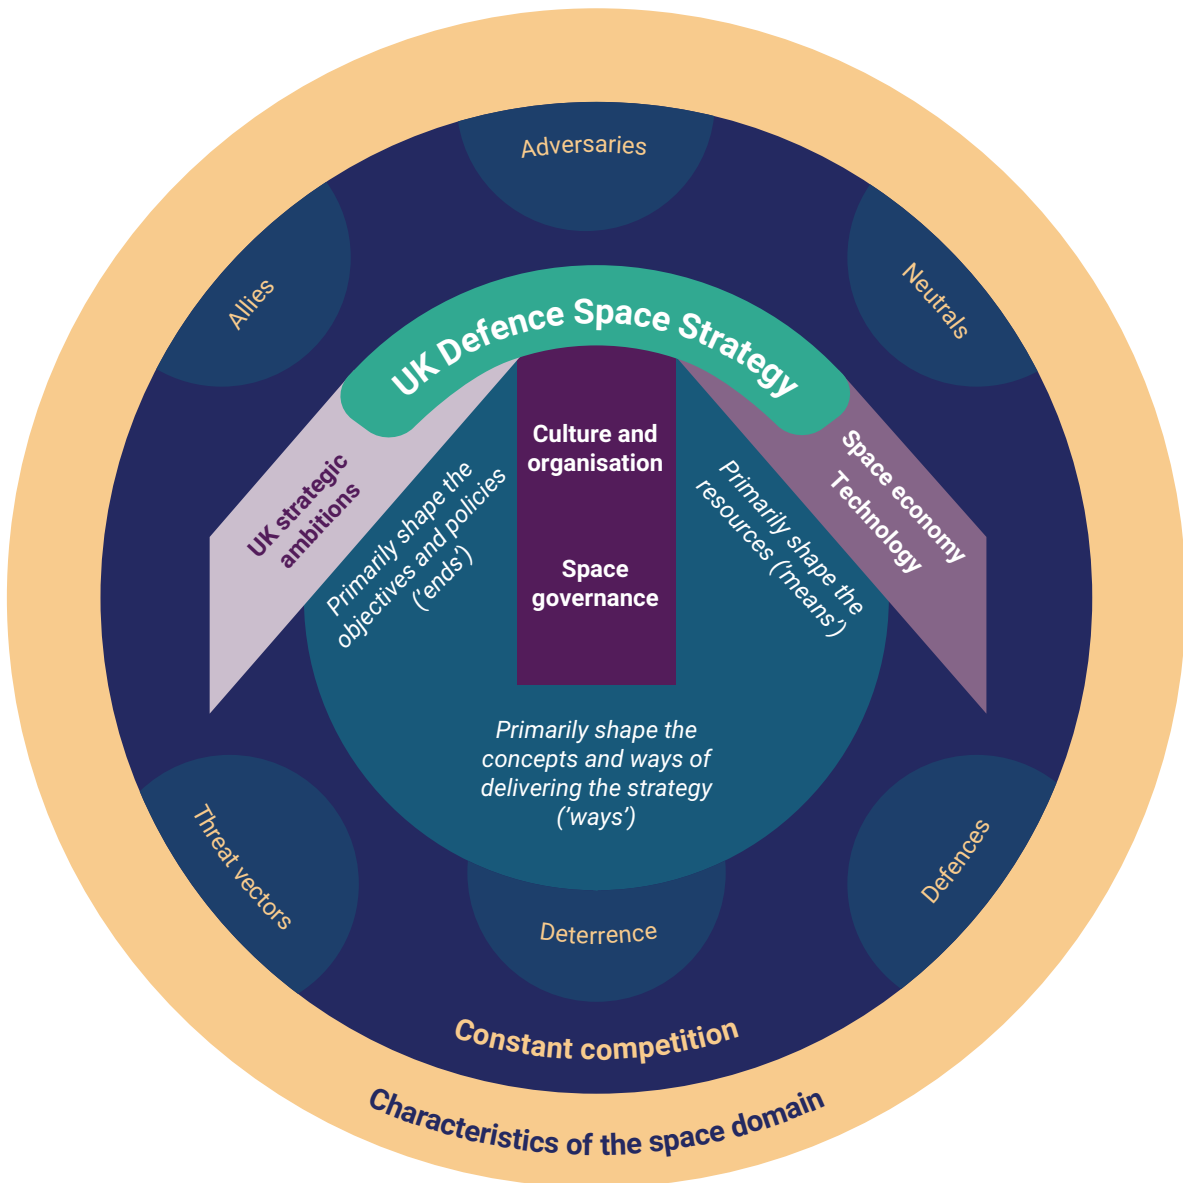 Adversaries
Allies
Neutrals
UK Defence Space Strategy
UK strategic
ambitions
Primarily shape the
objectives and policies
(‘ends’)
Culture and
organisation
Space
governance
Primarily shape the
resources (‘means’)
Space economy
Technology
Primarily shape the
concepts and ways of
delivering the strategy
(‘ways’)
Threat vectors
Deterrence
Defences
Constant competition
Characteristics of the space domain